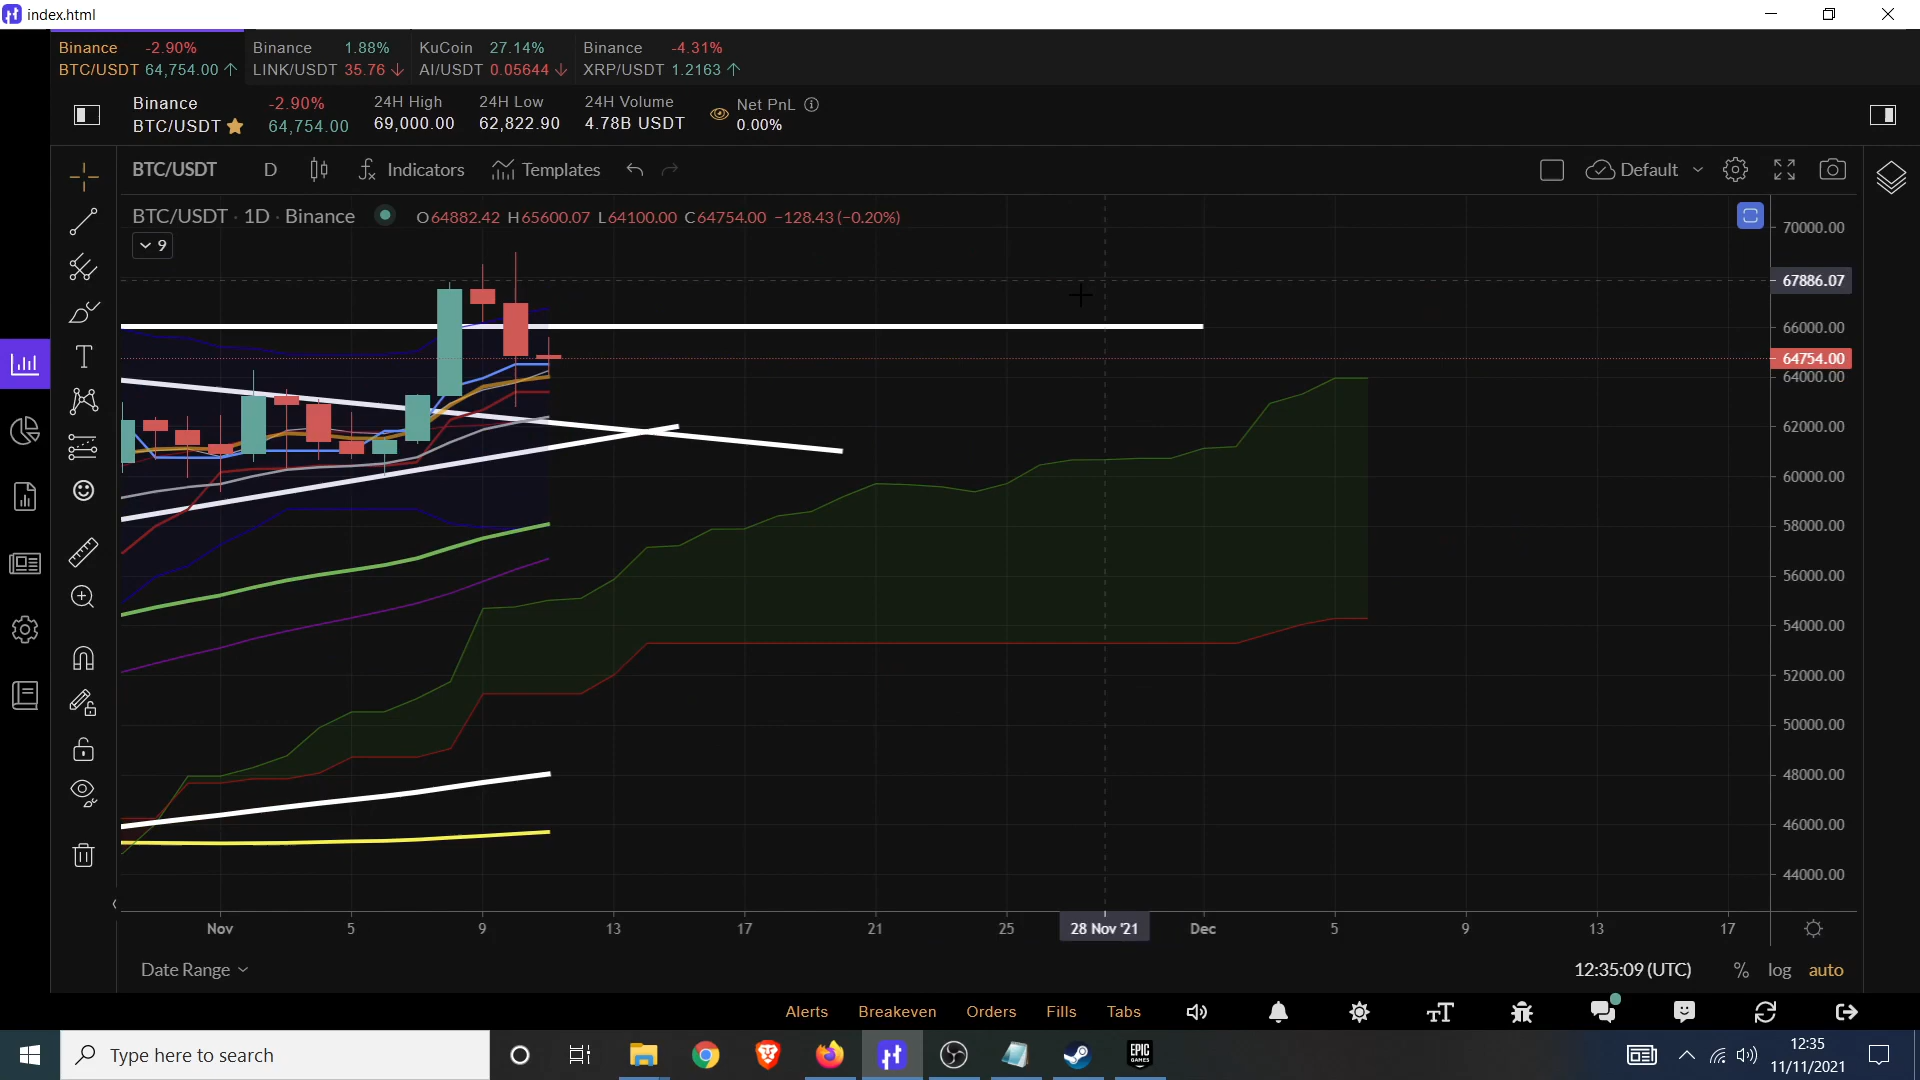 index.html
Binance -2.90% Binance 1.88% KuCoin 27.14% Binance -4.31%
BTC/USDT 64,754.00 LINK/USDT 35.76 AI/USDT 0.05644 XRP/USDT 1.2163
Binance -2.90% 24H High 24H Low 24H Volume Net PnL
BTC/USDT 64,754.00 69,000.00 62,822.90 4.78B USDT 0.00%
BTC/USDT D Indicators Templates Default
BTC/USDT · 1D · Binance O64882.42 H65600.07 L64100.00 C64754.00 −128.43 (−0.20%)
9
70000.00
67886.07
66000.00
64754.00
64000.00
62000.00
60000.00
58000.00
56000.00
54000.00
52000.00
50000.00
48000.00
46000.00
44000.00
Nov 5 9 13 17 21 25 28 Nov '21 Dec 5 9 13 17
Date Range 12:35:09 (UTC) % log auto
Alerts Breakeven Orders Fills Tabs
Type here to search
EPIC
GAMES
12:35
11/11/2021